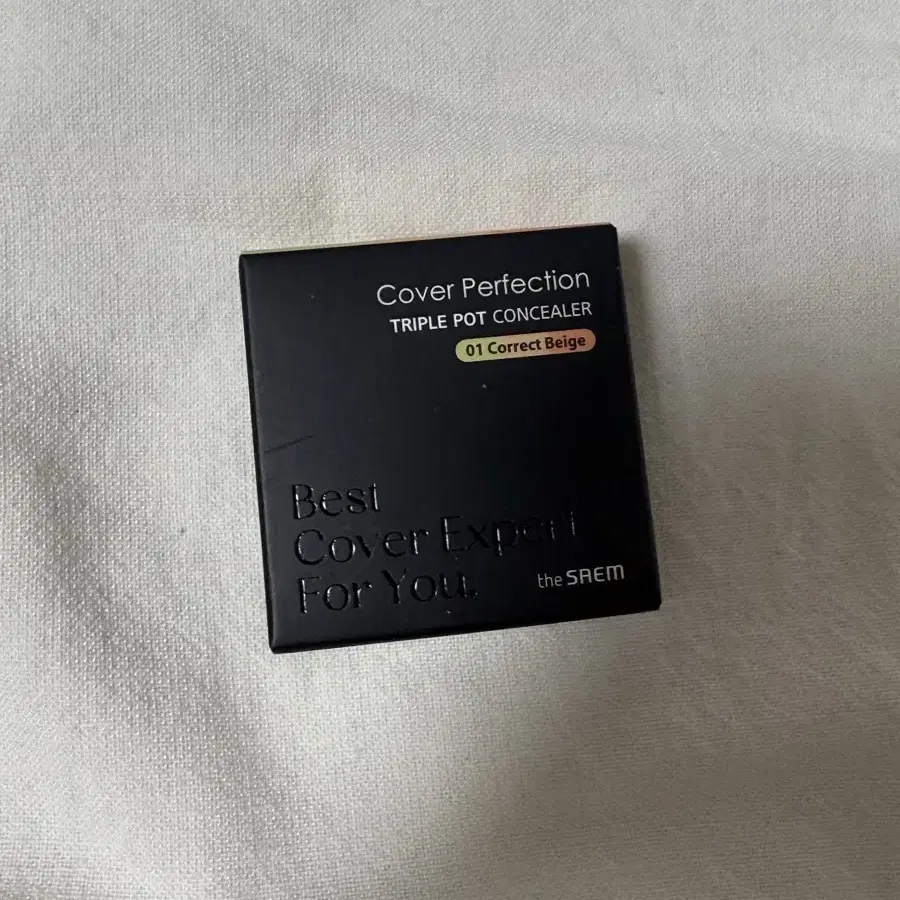 Cover Perfection
TRIPLE POT CONCEALER
01 Correct Beige
Best
Cover Expert
For You.
the SAEM